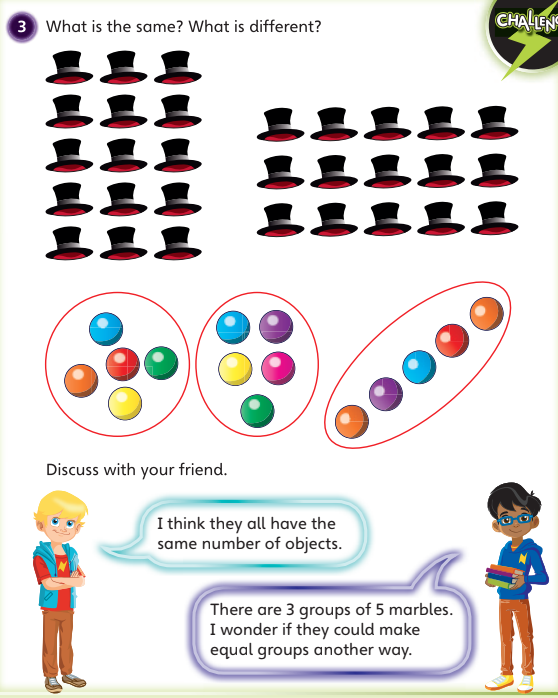 CHALLEN
3 What is the same? What is different?
Discuss with your friend.
I think they all have the
same number of objects.
There are 3 groups of 5 marbles.
I wonder if they could make
equal groups another way.